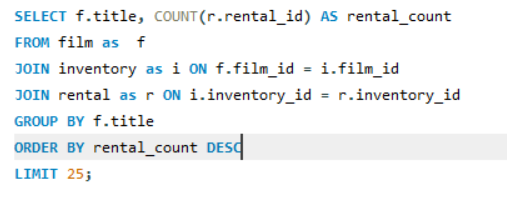 SELECT f.title, COUNT(r.rental_id) AS rental_count
FROM film as  f
JOIN inventory as i ON f.film_id = i.film_id
JOIN rental as r ON i.inventory_id = r.inventory_id
GROUP BY f.title
ORDER BY rental_count DESC
LIMIT 25;